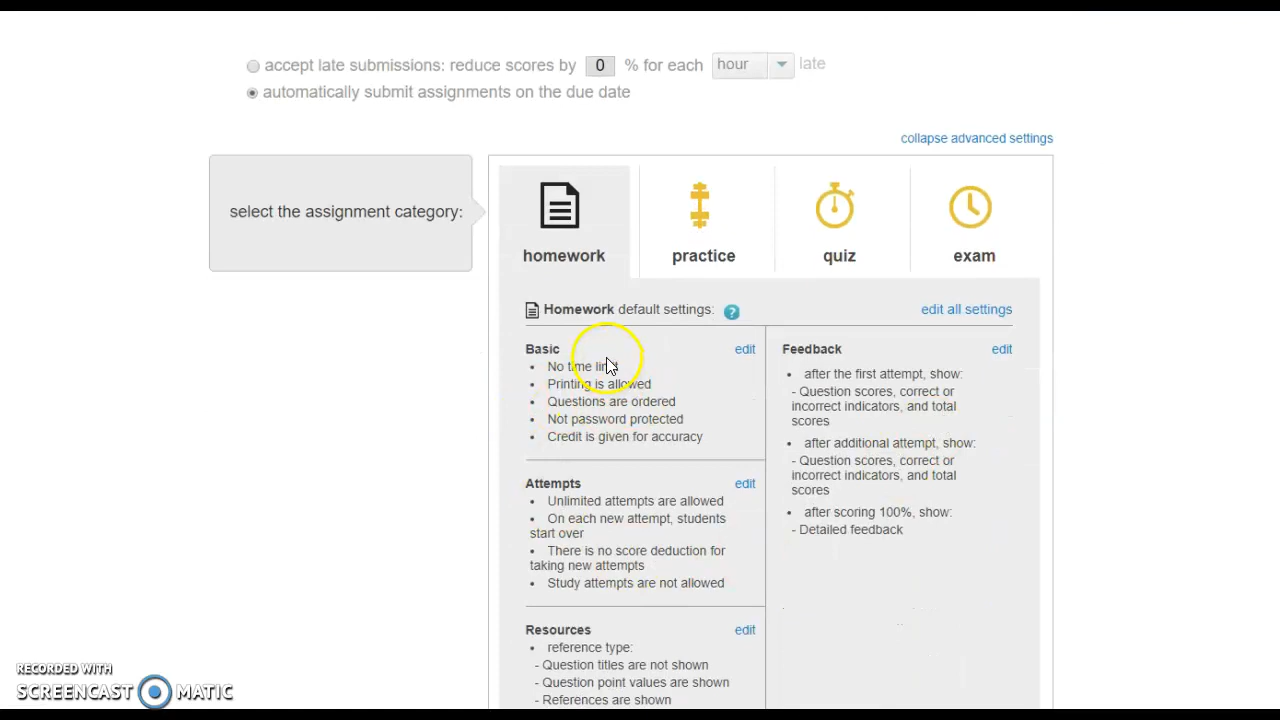 accept late submissions: reduce scores by 0 % for each hour late
automatically submit assignments on the due date
collapse advanced settings
select the assignment category:
homework
practice
quiz
exam
Homework default settings: ?
edit all settings
Basic edit
• No time limit
• Printing is allowed
• Questions are ordered
• Not password protected
• Credit is given for accuracy
Attempts edit
• Unlimited attempts are allowed
• On each new attempt, students
start over
• There is no score deduction for
taking new attempts
• Study attempts are not allowed
Resources edit
• reference type:
- Question titles are not shown
- Question point values are shown
- References are shown
Feedback edit
• after the first attempt, show:
- Question scores, correct or
incorrect indicators, and total
scores
• after additional attempt, show:
- Question scores, correct or
incorrect indicators, and total
scores
• after scoring 100%, show:
- Detailed feedback
RECORDED WITH
SCREENCAST MATIC